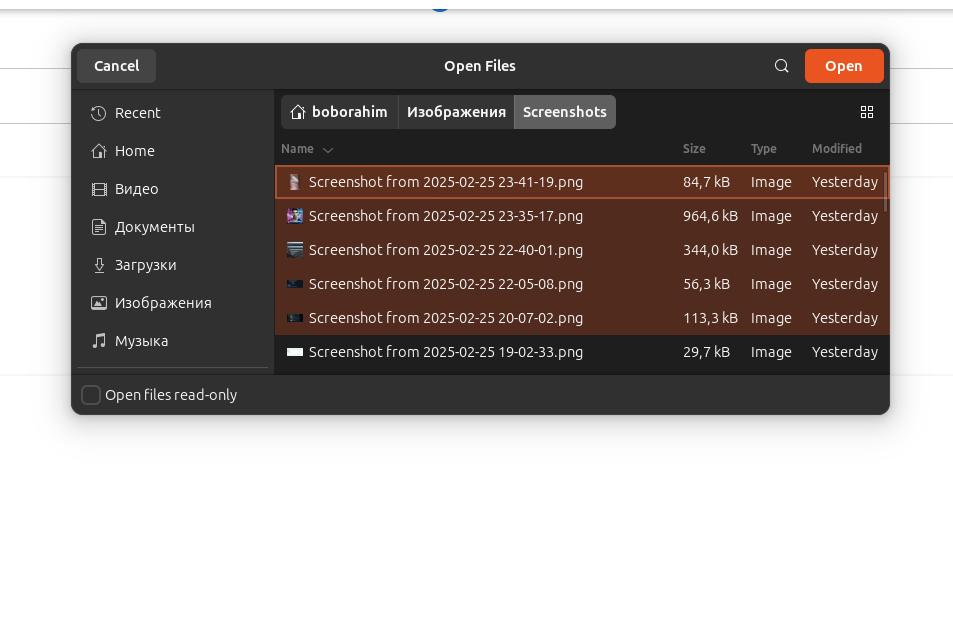 Cancel Open Files Open
Recent
Home
Видео
Документы
Загрузки
Изображения
Музыка
boborahim Изображения Screenshots
Name Size Type Modified
Screenshot from 2025-02-25 23-41-19.png 84,7 kB Image Yesterday
Screenshot from 2025-02-25 23-35-17.png 964,6 kB Image Yesterday
Screenshot from 2025-02-25 22-40-01.png 344,0 kB Image Yesterday
Screenshot from 2025-02-25 22-05-08.png 56,3 kB Image Yesterday
Screenshot from 2025-02-25 20-07-02.png 113,3 kB Image Yesterday
Screenshot from 2025-02-25 19-02-33.png 29,7 kB Image Yesterday
Open files read-only